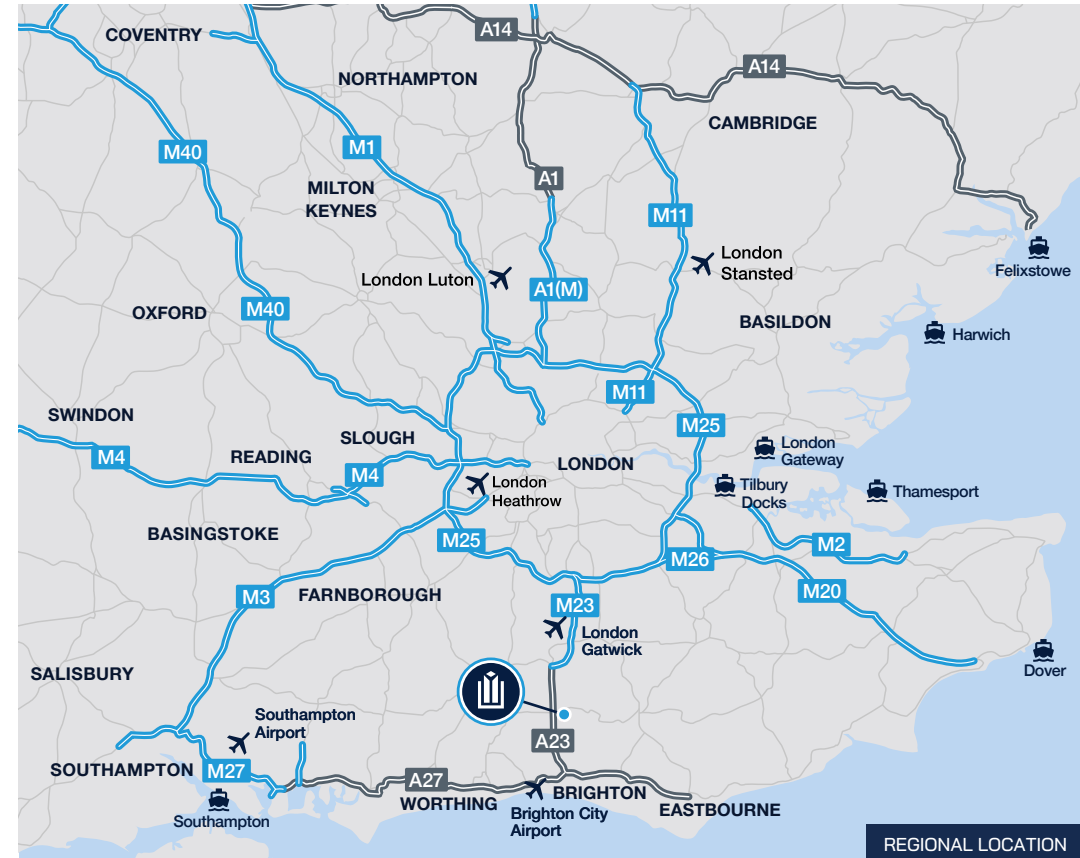 A14
COVENTRY
NORTHAMPTON
A14
CAMBRIDGE
M40
M1
A1
MILTON
KEYNES
M11
London Luton
London
Stansted
Felixstowe
A1(M)
M40
OXFORD
BASILDON
Harwich
M11
SWINDON
M25
SLOUGH
M4
READING
M4
LONDON
London
Gateway
London
Heathrow
Tilbury
Docks
Thamesport
BASINGSTOKE
M25
M2
M26
M3
FARNBOROUGH
M23
M20
London
Gatwick
SALISBURY
Dover
Southampton
Airport
A23
SOUTHAMPTON
M27
A27
WORTHING
BRIGHTON
EASTBOURNE
Southampton
Brighton City
Airport
REGIONAL LOCATION